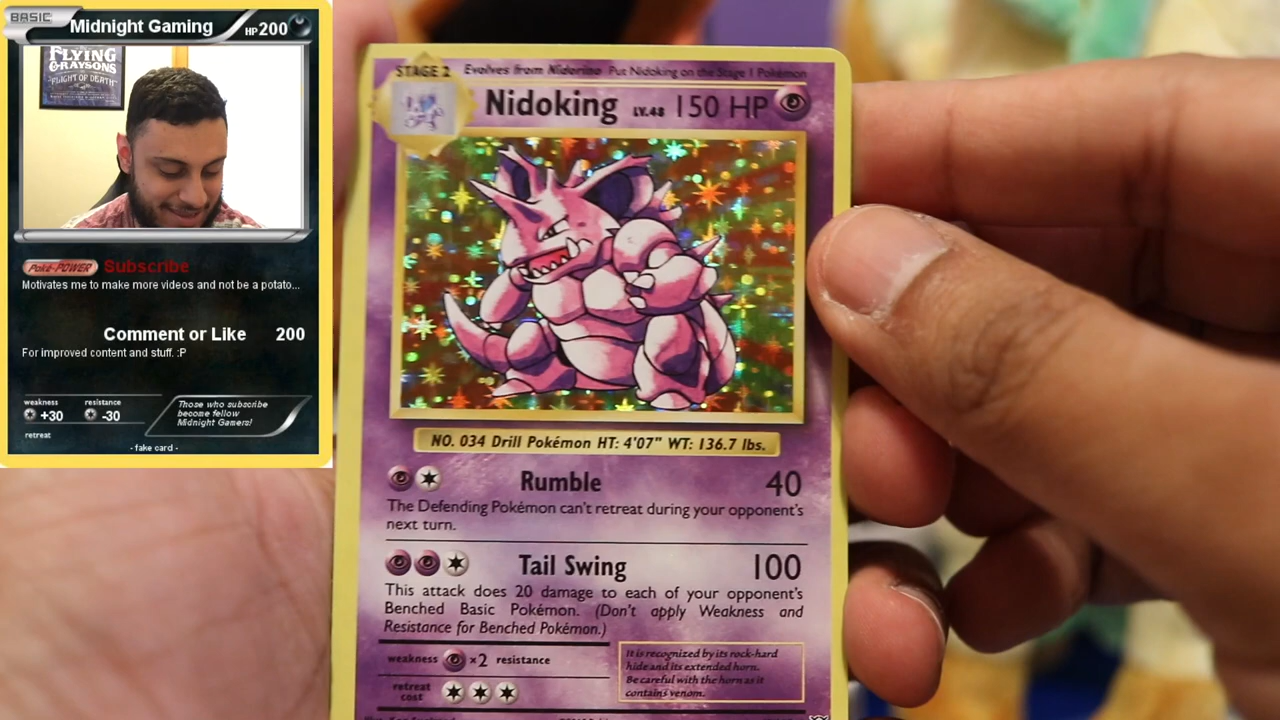 BASIC
Midnight Gaming HP200
FLYING
GRAYSONS
"FLIGHT OF DEATH"
Poké-POWER Subscribe
Motivates me to make more videos and not be a potato...
Comment or Like 200
For improved content and stuff. :P
weakness resistance
+30 -30
retreat
Those who subscribe
become fellow
Midnight Gamers!
- fake card -
STAGE 2 Evolves from Nidorino Put Nidoking on the Stage 1 Pokémon
Nidoking LV.48 150 HP
NO. 034 Drill Pokémon HT: 4'07" WT: 136.7 lbs.
Rumble 40
The Defending Pokémon can't retreat during your opponent's
next turn.
Tail Swing 100
This attack does 20 damage to each of your opponent's
Benched Basic Pokémon. (Don't apply Weakness and
Resistance for Benched Pokémon.)
weakness ×2 resistance
retreat
cost
It is recognized by its rock-hard
hide and its extended horn.
Be careful with the horn as it
contains venom.